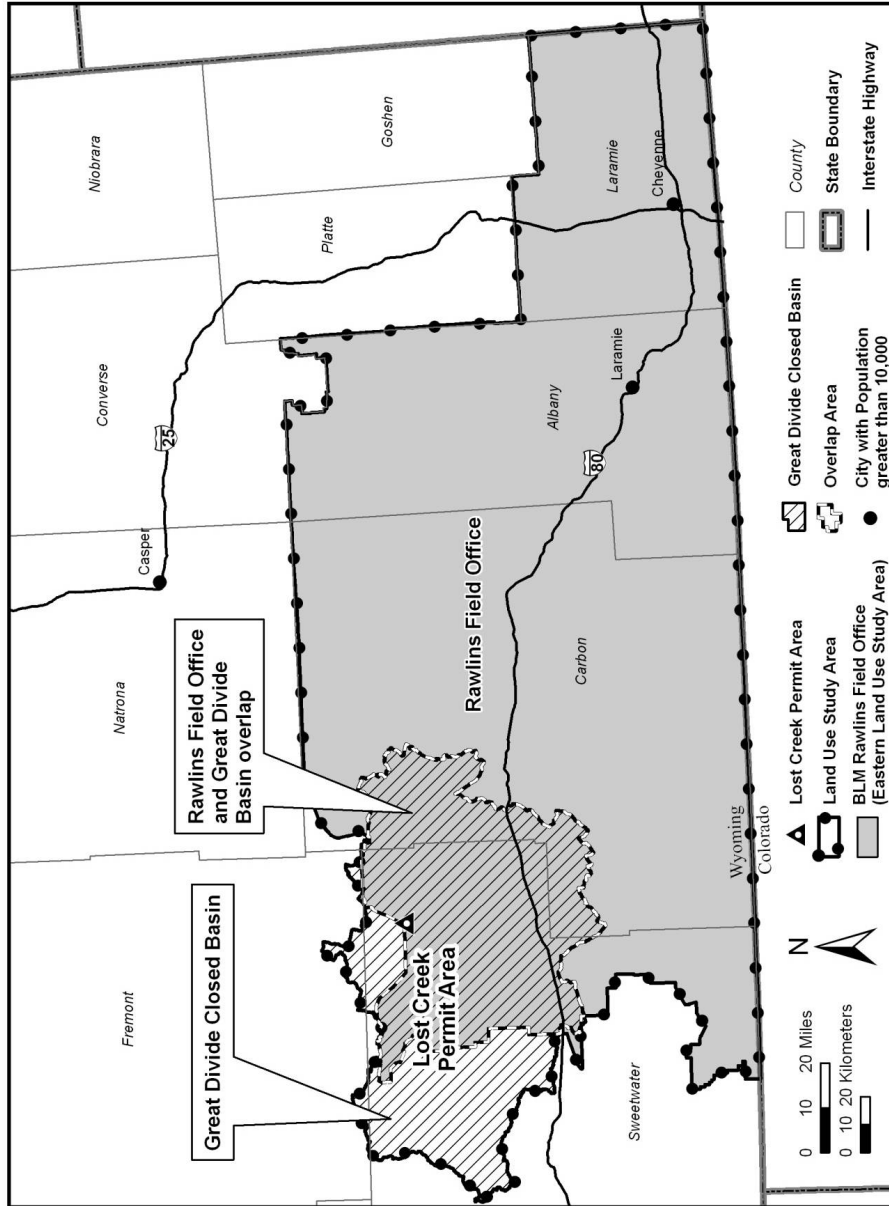 Niobrara
Converse
Natrona
Fremont
Casper
25
Goshen
Platte
Great Divide Closed Basin
Rawlins Field Office
and Great Divide
Basin overlap
Lost Creek
Permit Area
Rawlins Field Office
Albany
Laramie
80
Laramie
Cheyenne
Carbon
Sweetwater
Wyoming
Colorado
0 10 20 Miles
0 10 20 Kilometers
N
Lost Creek Permit Area
Land Use Study Area
BLM Rawlins Field Office
(Eastern Land Use Study Area)
Great Divide Closed Basin
Overlap Area
City with Population
greater than 10,000
County
State Boundary
Interstate Highway